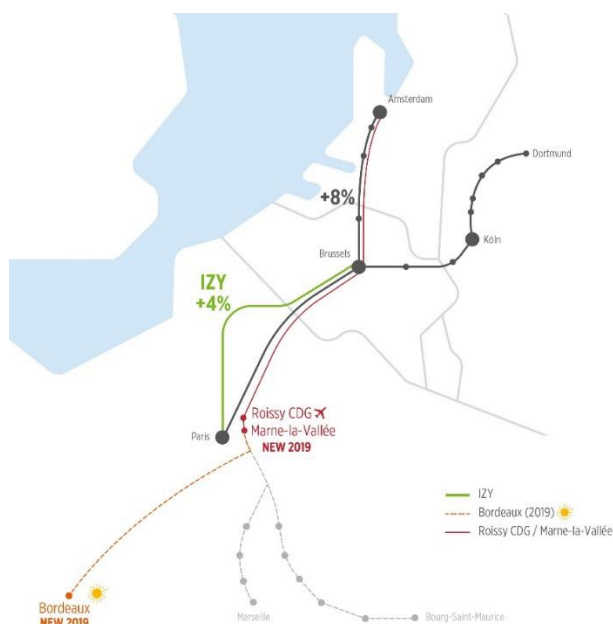 Amsterdam
Dortmund
+8%
Köln
Brussels
IZY
+4%
Roissy CDG
Paris
Marne-la-Vallée
NEW 2019
IZY
Bordeaux (2019)
Roissy CDG / Marne-la-Vallée
Bordeaux
NEW 2019
Marseille
Bourg-Saint-Maurice